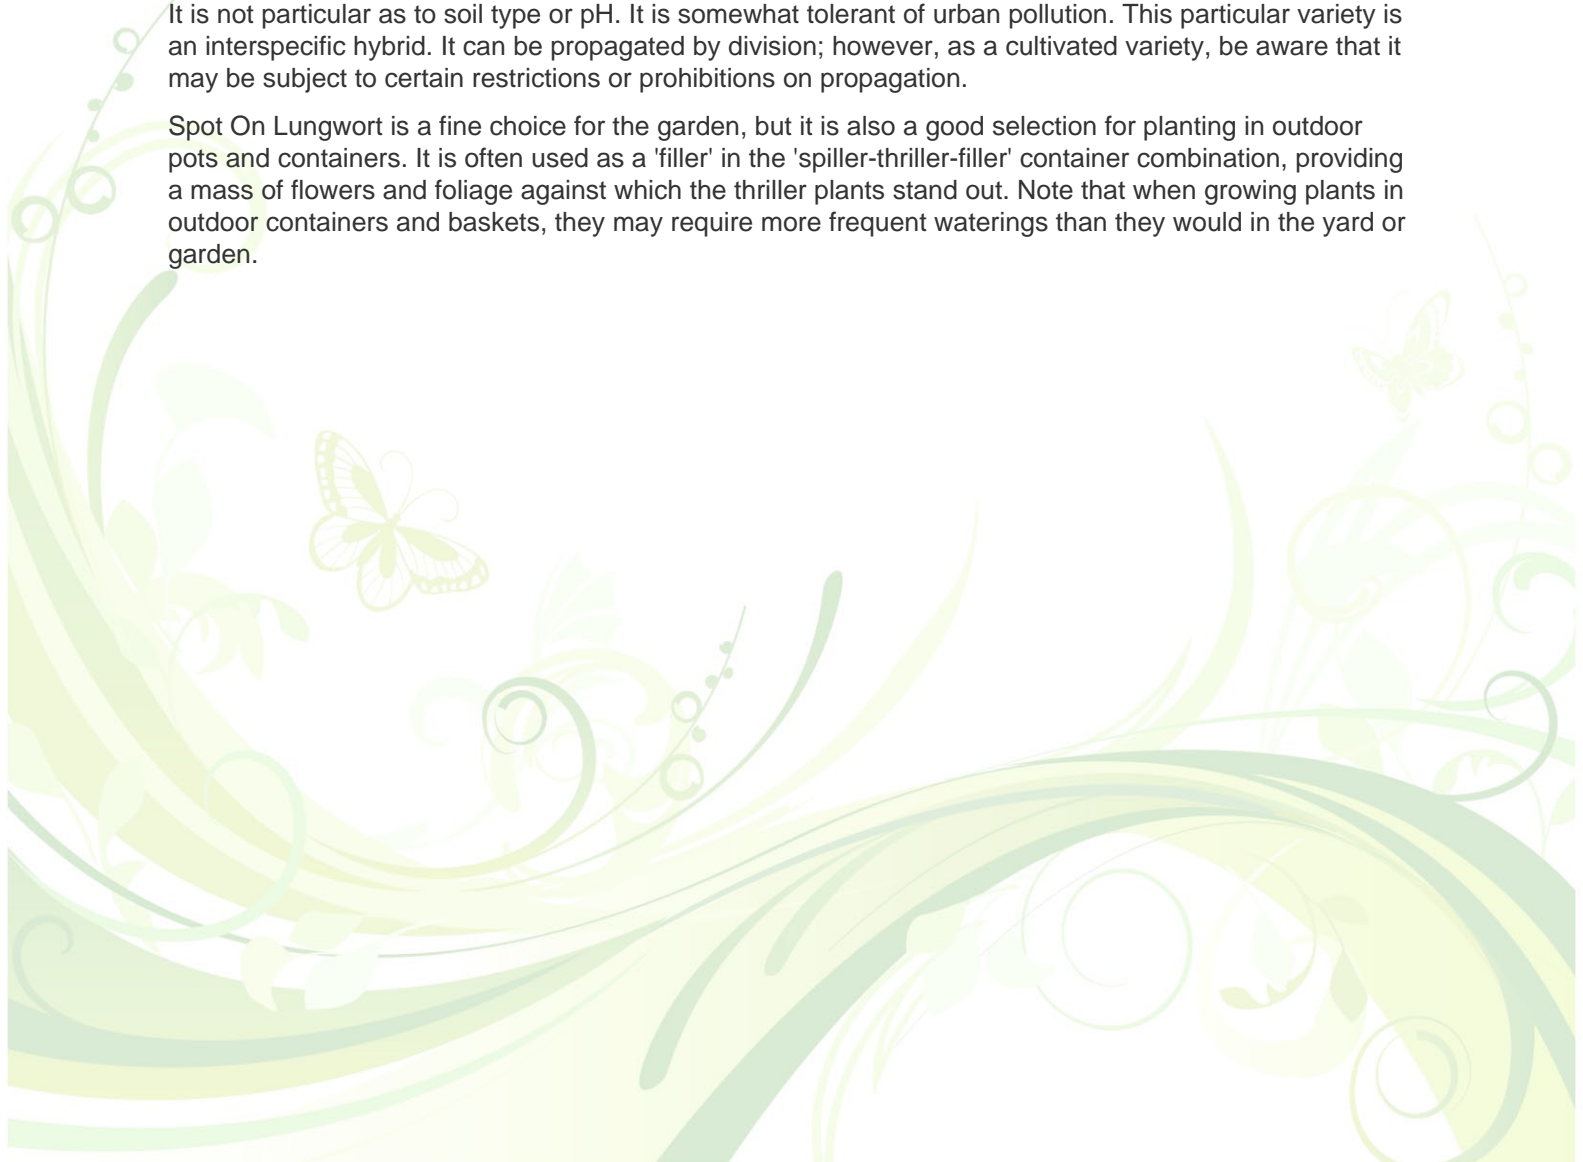 It is not particular as to soil type or pH. It is somewhat tolerant of urban pollution. This particular variety is
an interspecific hybrid. It can be propagated by division; however, as a cultivated variety, be aware that it
may be subject to certain restrictions or prohibitions on propagation.
Spot On Lungwort is a fine choice for the garden, but it is also a good selection for planting in outdoor
pots and containers. It is often used as a 'filler' in the 'spiller-thriller-filler' container combination, providing
a mass of flowers and foliage against which the thriller plants stand out. Note that when growing plants in
outdoor containers and baskets, they may require more frequent waterings than they would in the yard or
garden.